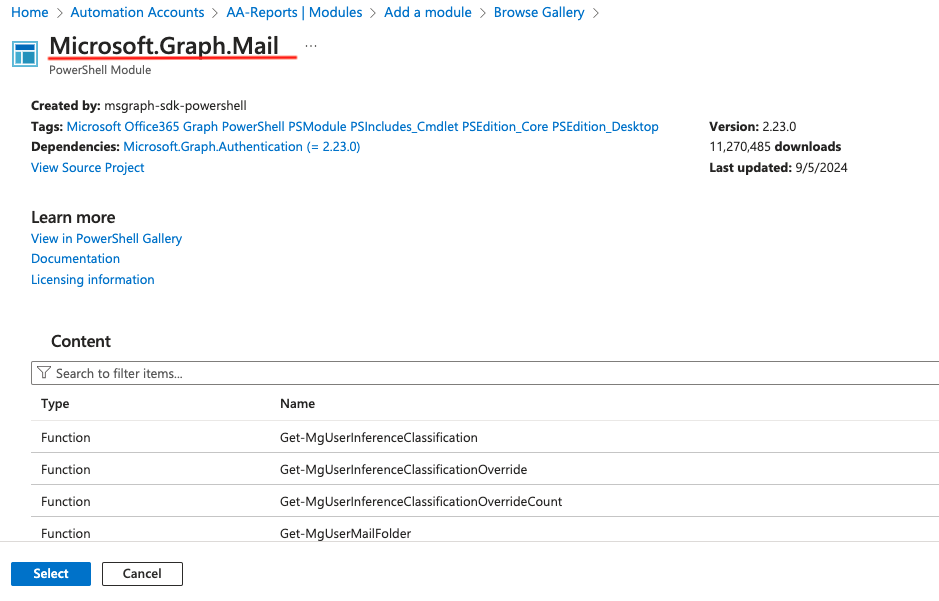 Home > Automation Accounts > AA-Reports | Modules > Add a module > Browse Gallery >
Microsoft.Graph.Mail ...
PowerShell Module
Created by: msgraph-sdk-powershell
Tags: Microsoft Office365 Graph PowerShell PSModule PSIncludes_Cmdlet PSEdition_Core PSEdition_Desktop
Version: 2.23.0
Dependencies: Microsoft.Graph.Authentication (= 2.23.0)
11,270,485 downloads
View Source Project
Last updated: 9/5/2024
Learn more
View in PowerShell Gallery
Documentation
Licensing information
Content
Search to filter items...
Type Name
Function Get-MgUserInferenceClassification
Function Get-MgUserInferenceClassificationOverride
Function Get-MgUserInferenceClassificationOverrideCount
Function Get-MgUserMailFolder
Select Cancel